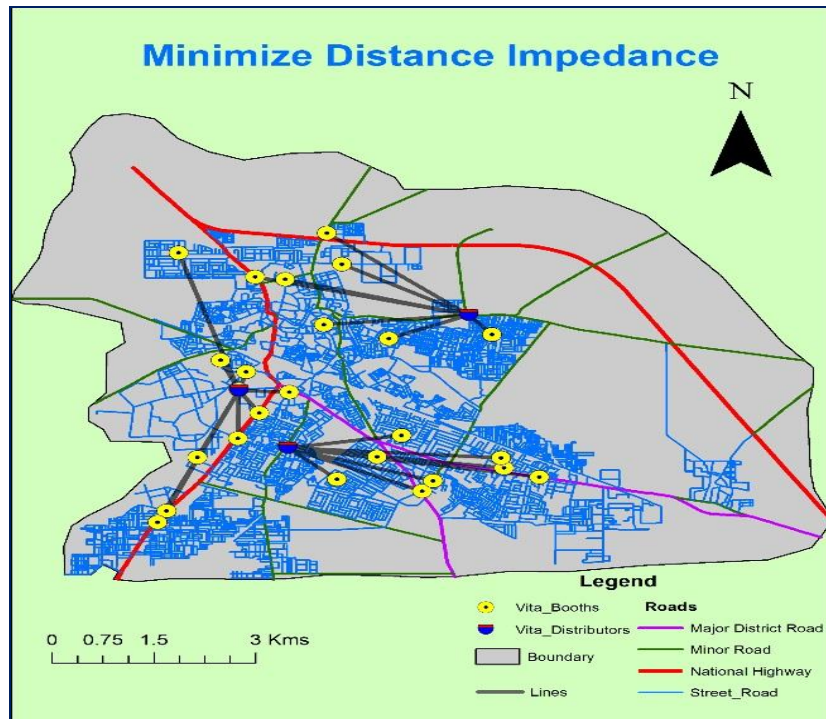 Minimize Distance Impedance
N
Legend
Vita_Booths
Vita_Distributors
Boundary
Lines
Roads
Major District Road
Minor Road
National Highway
Street_Road
0 0.75 1.5 3 Kms